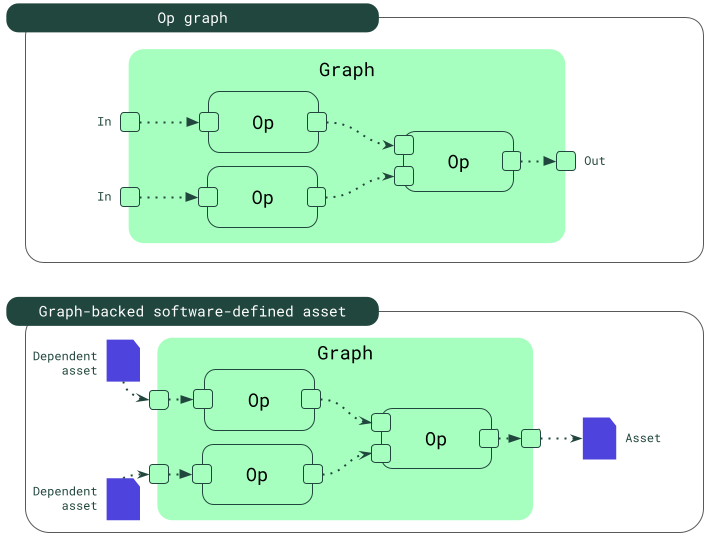 Op graph
Graph
In
Op
Op
Out
In
Op
Graph-backed software-defined asset
Graph
Dependent
asset
Op
Op
Asset
Op
Dependent
asset